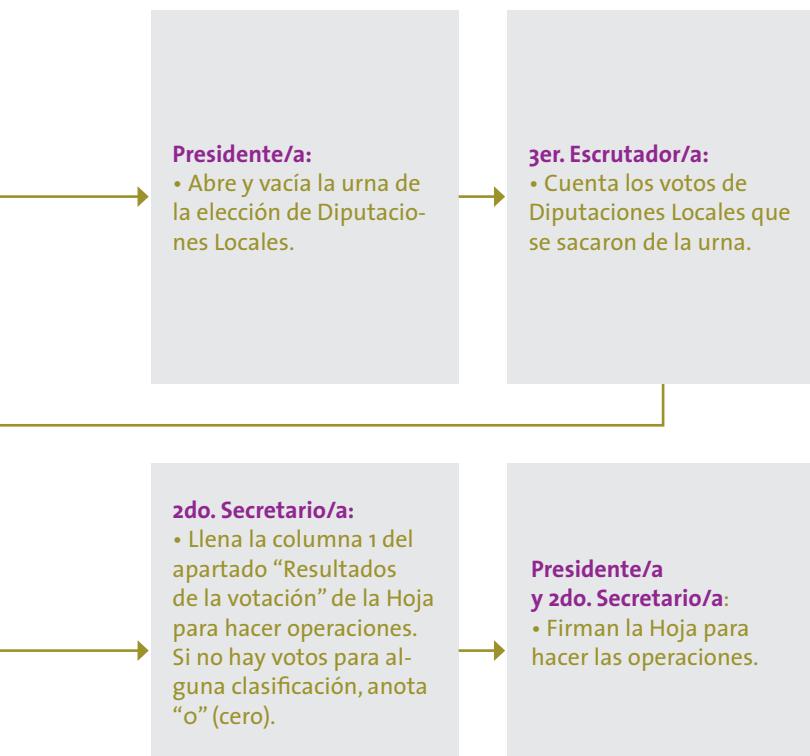 Presidente/a:
• Abre y vacía la urna de
la elección de Diputacio-
nes Locales.
3er. Escrutador/a:
• Cuenta los votos de
Diputaciones Locales que
se sacaron de la urna.
2do. Secretario/a:
• Llena la columna 1 del
apartado “Resultados
de la votación” de la Hoja
para hacer operaciones.
Si no hay votos para al-
guna clasificación, anota
“0” (cero).
Presidente/a
y 2do. Secretario/a:
• Firman la Hoja para
hacer las operaciones.